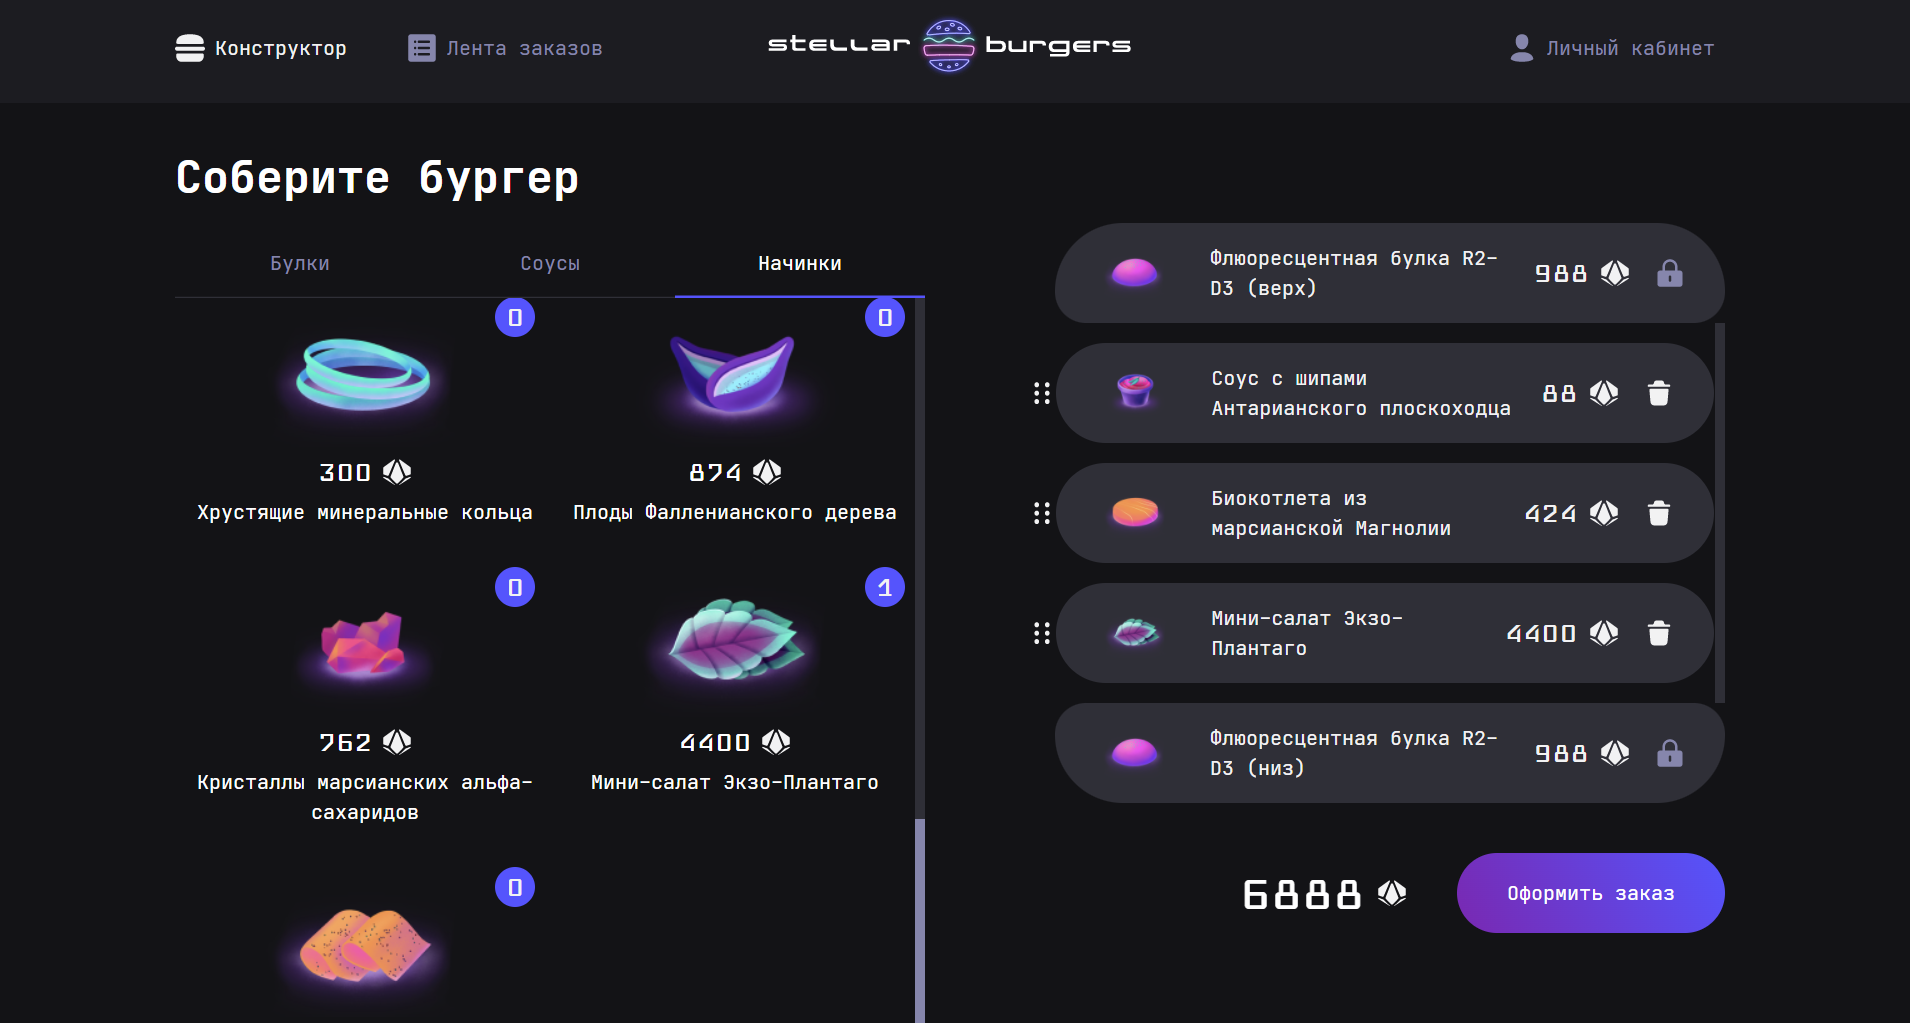 Конструктор
Лента заказов
stellar burgers
Личный кабинет
Соберите бургер
Булки
Соусы
Начинки
0
0
300
874
Хрустящие минеральные кольца
Плоды Фалленианского дерева
0
1
762
4400
Кристаллы марсианских альфа-
сахаридов
Мини-салат Экзо-Плантаго
0
Флюоресцентная булка R2-
D3 (верх)
988
Соус с шипами
Антарианского плоскоходца
88
Биокотлета из
марсианской Магнолии
424
Мини-салат Экзо-
Плантаго
4400
Флюоресцентная булка R2-
D3 (низ)
988
6888
Оформить заказ